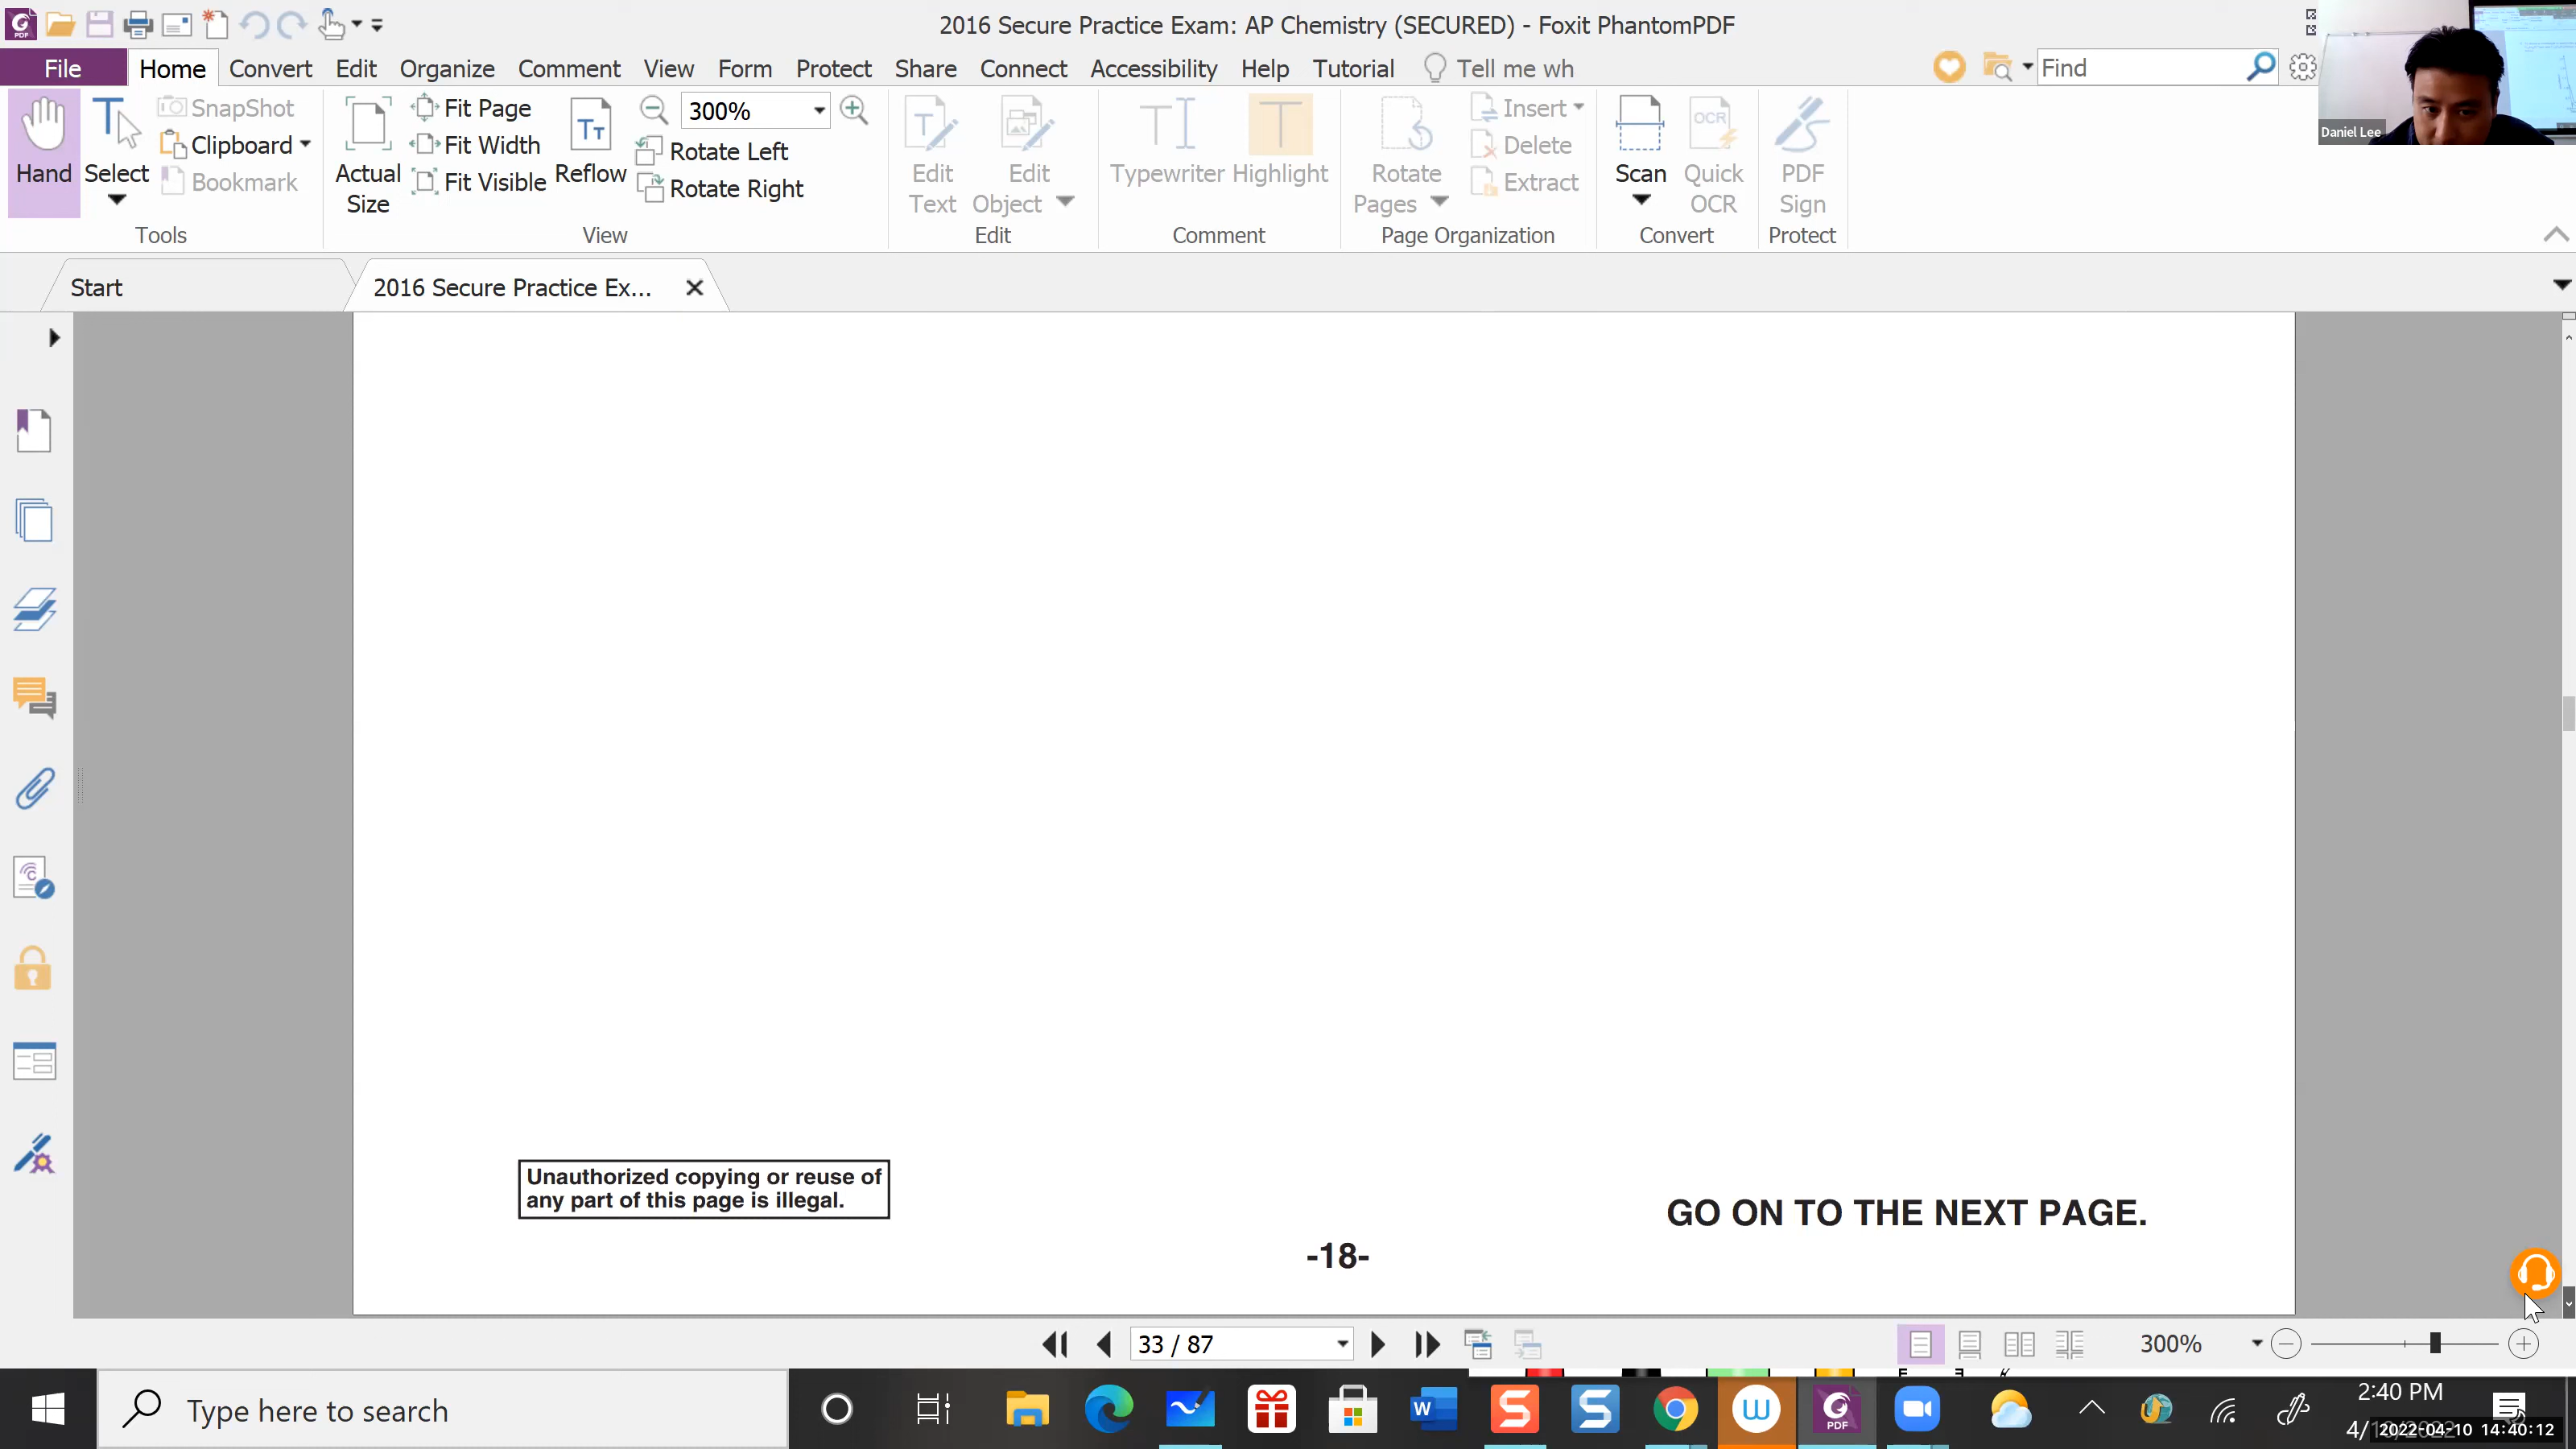 2016 Secure Practice Exam: AP Chemistry (SECURED) - Foxit PhantomPDF
File Home Convert Edit Organize Comment View Form Protect Share Connect Accessibility Help Tutorial Tell me wh Find
Daniel Lee
Hand
Select
SnapShot
Clipboard
Bookmark
Tools
Actual
Size
Fit Page
Fit Width
Fit Visible
Reflow
300%
Rotate Left
Rotate Right
View
Edit
Text
Edit
Object
Edit
Typewriter
Highlight
Comment
Rotate
Pages
Insert
Delete
Extract
Page Organization
Scan
Quick
OCR
Convert
PDF
Sign
Protect
Start
2016 Secure Practice Ex...
Unauthorized copying or reuse of
any part of this page is illegal.
GO ON TO THE NEXT PAGE.
-18-
33 / 87
300%
Type here to search
2:40 PM
2022-04-10 14:40:12